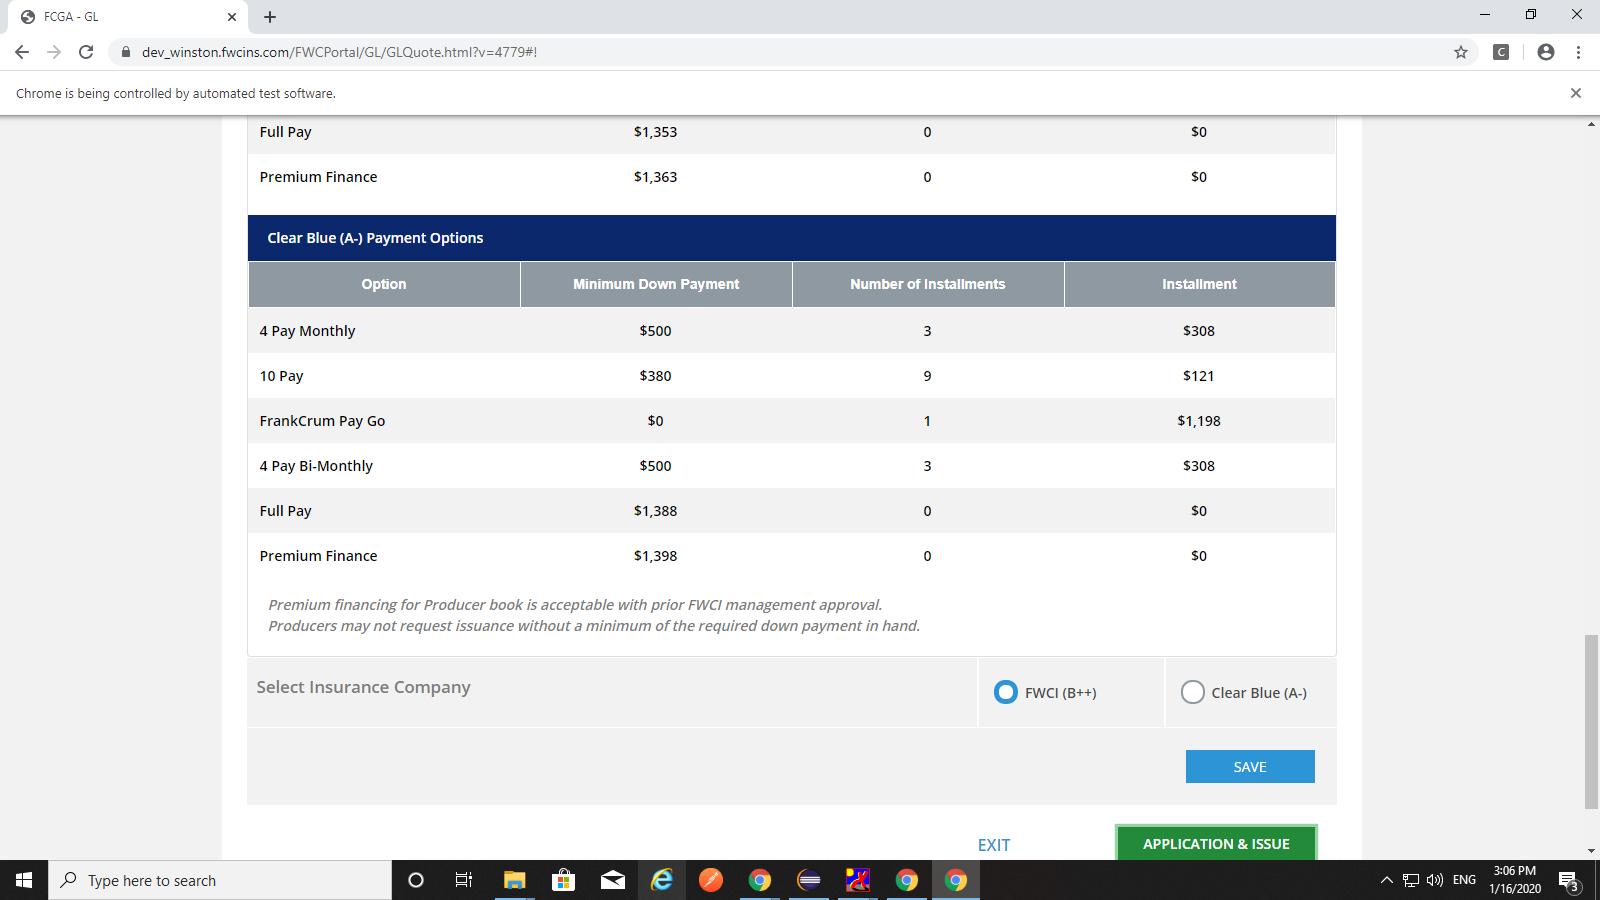 FCGA - GL
dev_winston.fwcins.com/FWCPortal/GL/GLQuote.html?v=4779#!
C
Chrome is being controlled by automated test software.
Full Pay $1,353 0 $0
Premium Finance $1,363 0 $0
Clear Blue (A-) Payment Options
Option Minimum Down Payment Number of Installments Installment
4 Pay Monthly $500 3 $308
10 Pay $380 9 $121
FrankCrum Pay Go $0 1 $1,198
4 Pay Bi-Monthly $500 3 $308
Full Pay $1,388 0 $0
Premium Finance $1,398 0 $0
Premium financing for Producer book is acceptable with prior FWCI management approval.
Producers may not request issuance without a minimum of the required down payment in hand.
Select Insurance Company FWCI (B++) Clear Blue (A-)
SAVE
EXIT APPLICATION & ISSUE
Type here to search
ENG
3:06 PM
1/16/2020
3